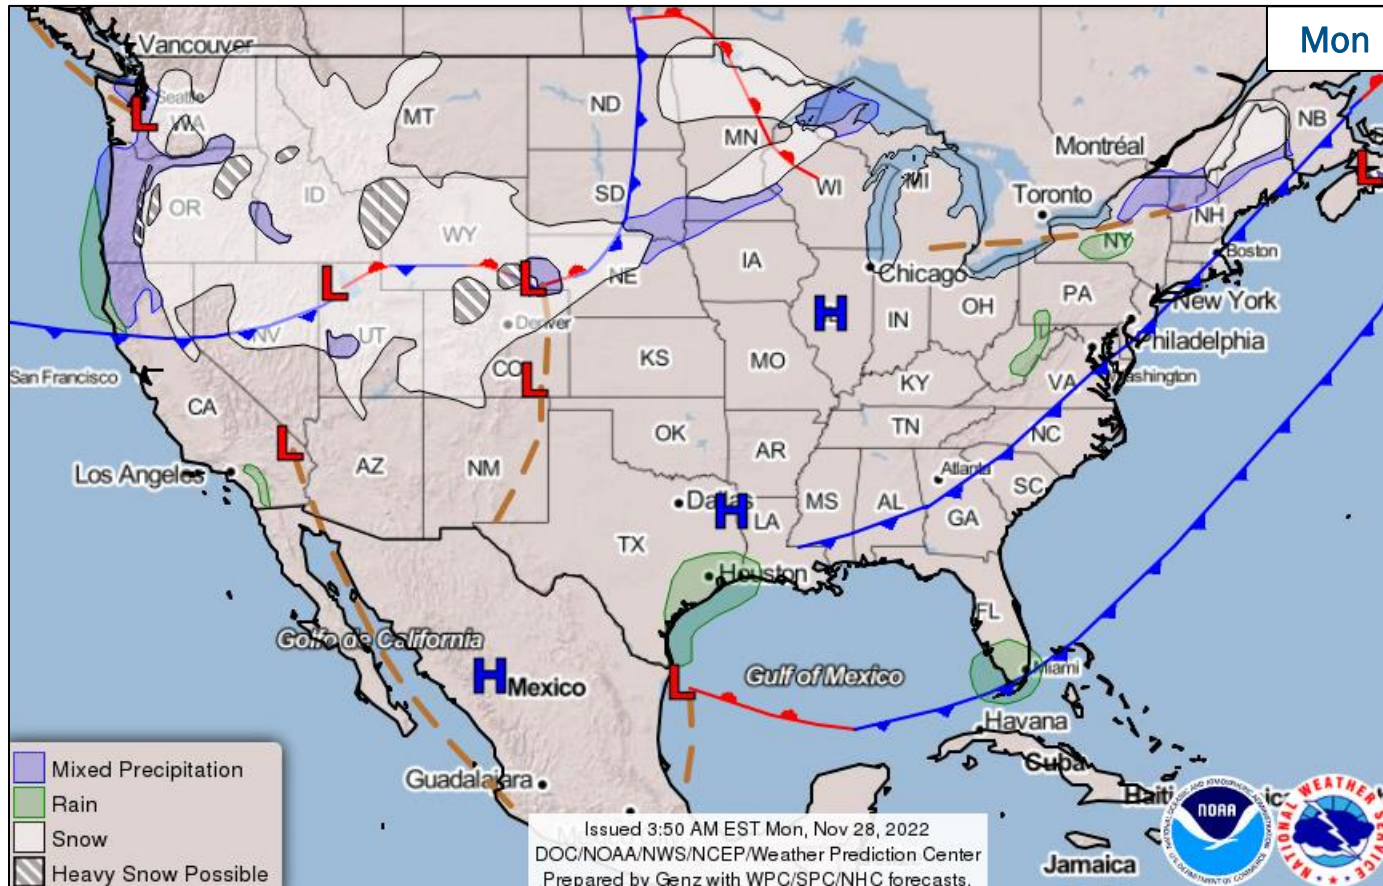 Mon
Vancouver
Seattle
WA
MT
ND
MN
Montréal
NB
OR
ID
SD
WI
MI
Toronto
NH
WY
NY
Boston
NE
IA
Chicago
OH
PA
New York
NV
UT
Denver
IN
Philadelphia
San Francisco
CO
KS
MO
KY
VA
Washington
CA
TN
NC
Los Angeles
AZ
NM
OK
AR
Atlanta
SC
Dallas
MS
AL
GA
LA
TX
Houston
FL
Golfo de California
Gulf of Mexico
Miami
Mexico
Havana
Cuba
Guadalajara
Haiti
Jamaica
L
L
L
L
L
L
L
H
H
H
Mixed Precipitation
Rain
Snow
Heavy Snow Possible
Issued 3:50 AM EST Mon, Nov 28, 2022
DOC/NOAA/NWS/NCEP/Weather Prediction Center
Prepared by Genz with WPC/SPC/NHC forecasts.
NOAA
NATIONAL WEATHER SERVICE